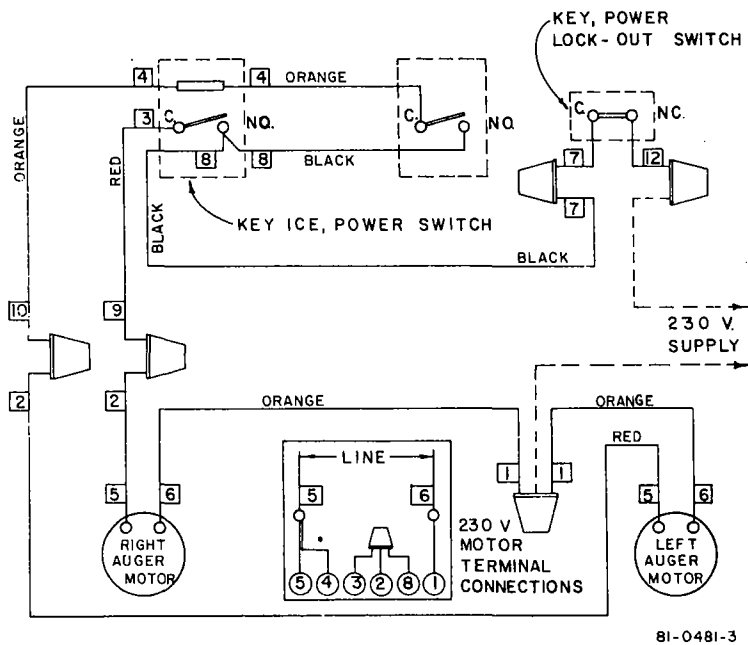 KEY, POWER
LOCK-OUT SWITCH
4
4
ORANGE
3
C.
NO.
C.
NO.
C.
NC.
ORANGE
RED
8
8
BLACK
7
12
7
BLACK
KEY ICE, POWER SWITCH
BLACK
10
9
230 V.
SUPPLY
2
2
ORANGE
ORANGE
RED
LINE
1
1
5
6
5
6
5
6
230 V
MOTOR
TERMINAL
CONNECTIONS
RIGHT
AUGER
MOTOR
LEFT
AUGER
MOTOR
5 4 3 2 8 1
81-0481-3